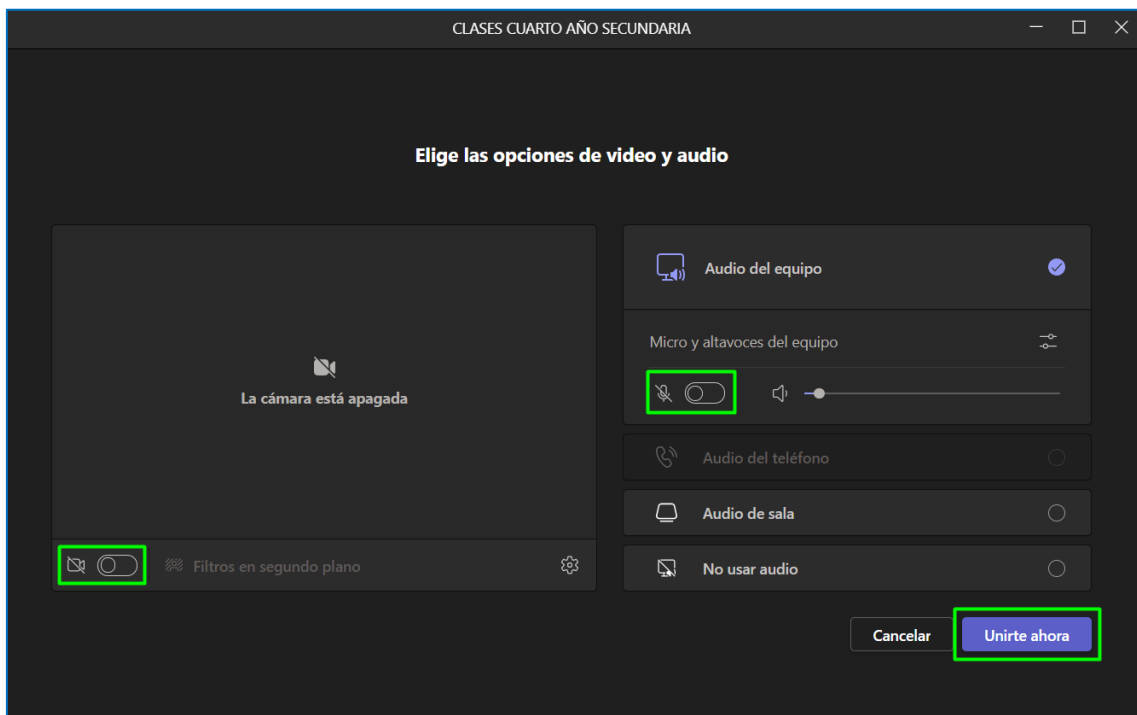 CLASES CUARTO AÑO SECUNDARIA
Elige las opciones de video y audio
La cámara está apagada
Filtros en segundo plano
Audio del equipo
Micro y altavoces del equipo
Audio del teléfono
Audio de sala
No usar audio
Cancelar
Unirte ahora